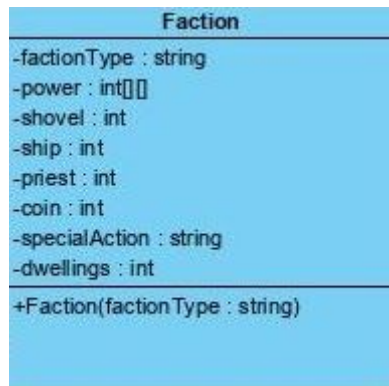 Faction
-factionType : string
-power : int[][]
-shovel : int
-ship : int
-priest : int
-coin : int
-specialAction : string
-dwellings : int
+Faction(factionType : string)